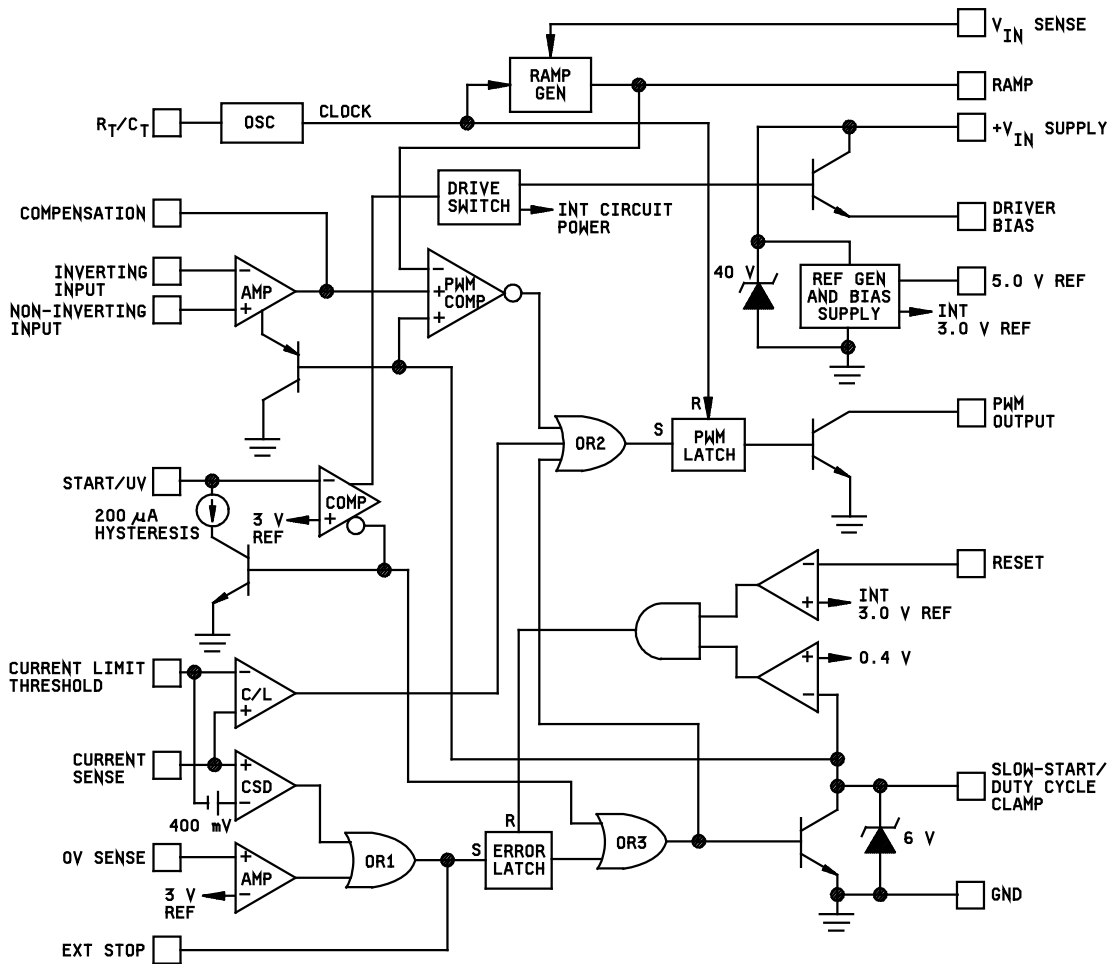 V_IN SENSE
RAMP
GEN
RAMP
R_T/C_T
OSC
CLOCK
+V_IN SUPPLY
DRIVE
SWITCH
INT CIRCUIT
POWER
DRIVER
BIAS
COMPENSATION
INVERTING
INPUT
NON-INVERTING
INPUT
-
+
AMP
-
+
+
PWM
COMP
40 V
REF GEN
AND BIAS
SUPPLY
5.0 V REF
INT
3.0 V REF
PWM
OUTPUT
R
S
PWM
LATCH
OR2
START/UV
200 µA
HYSTERESIS
3 V
REF
-
+
COMP
RESET
-
+
INT
3.0 V REF
+
-
0.4 V
CURRENT LIMIT
THRESHOLD
-
+
C/L
CURRENT
SENSE
+
-
CSD
400 mV
SLOW-START/
DUTY CYCLE
CLAMP
6 V
OV SENSE
+
-
AMP
3 V
REF
OR1
S
R
ERROR
LATCH
OR3
GND
EXT STOP